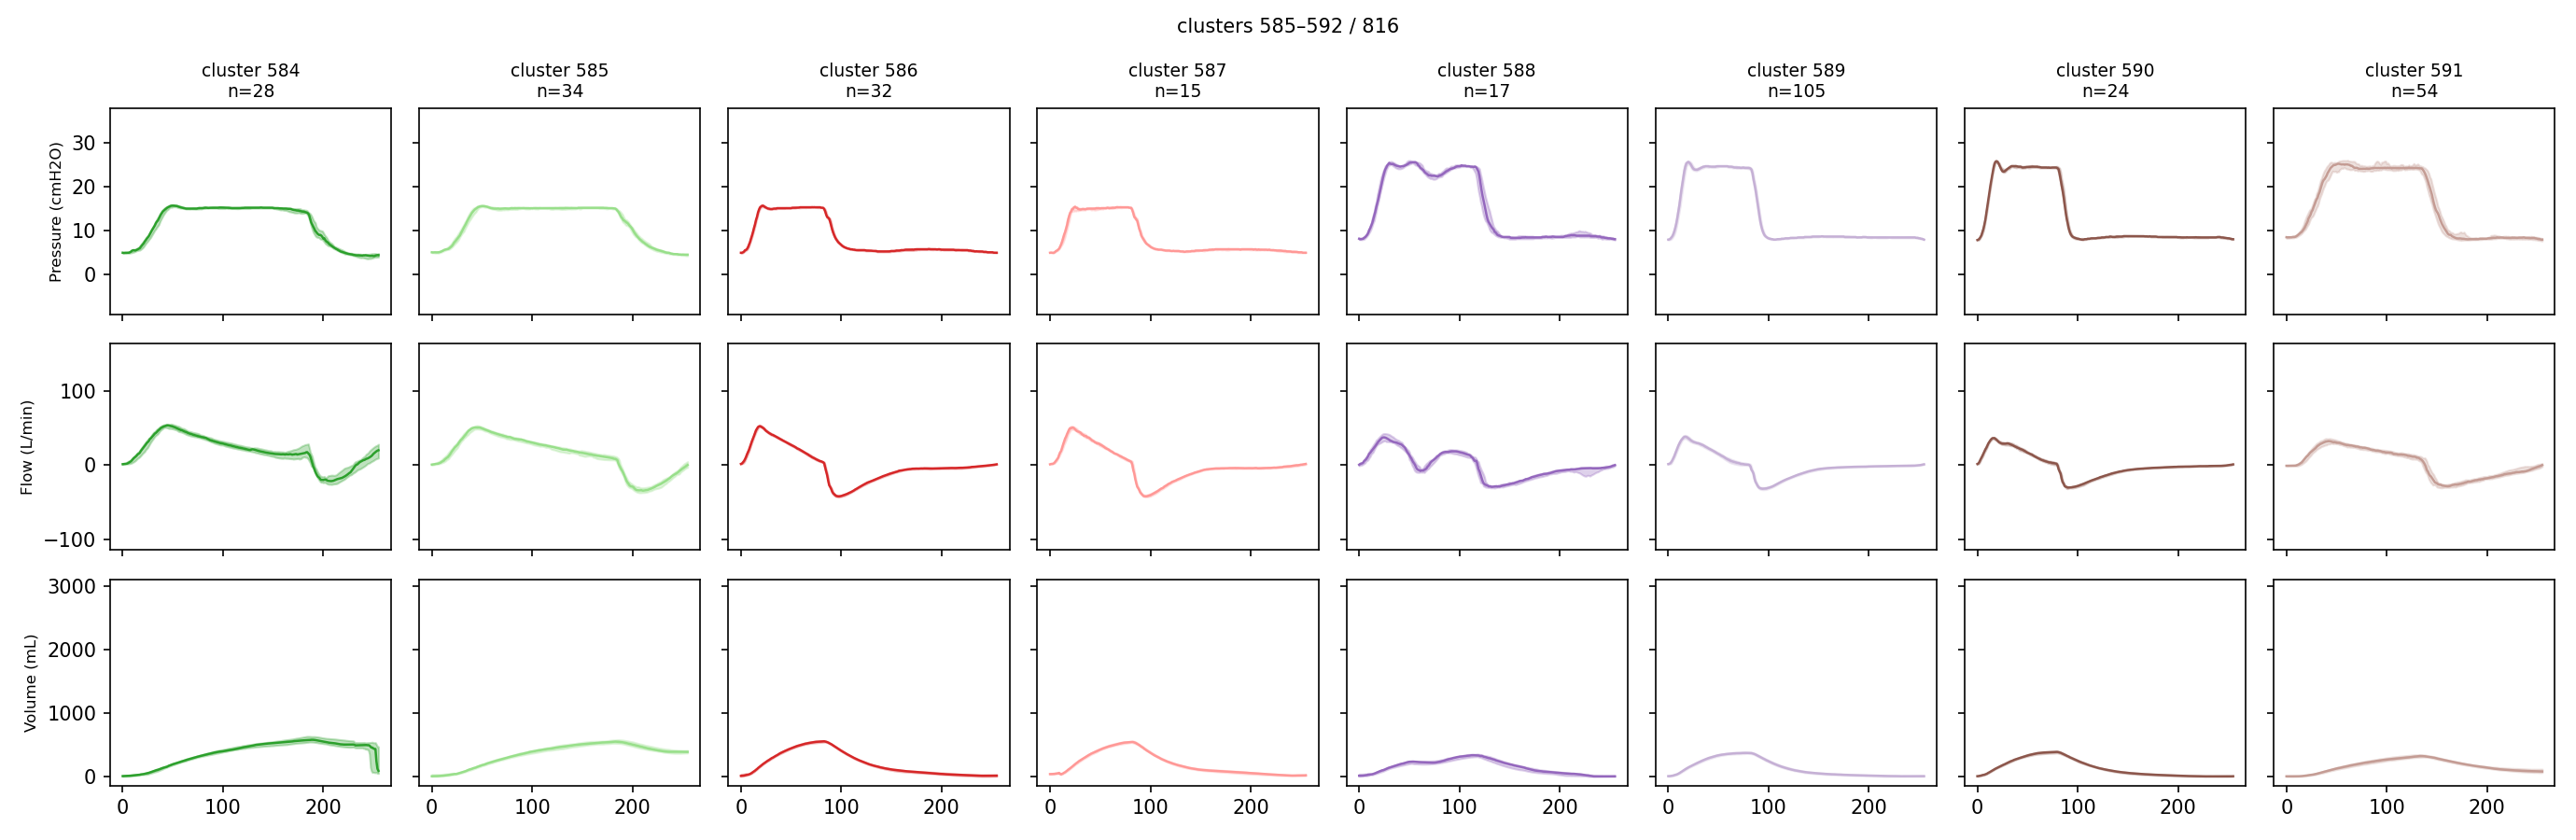 clusters 585–592 / 816
cluster 584
n=28
cluster 585
n=34
cluster 586
n=32
cluster 587
n=15
cluster 588
n=17
cluster 589
n=105
cluster 590
n=24
cluster 591
n=54
Pressure (cmH2O)
30
20
10
0
Flow (L/min)
100
0
−100
Volume (mL)
3000
2000
1000
0
0 100 200 0 100 200 0 100 200 0 100 200 0 100 200 0 100 200 0 100 200 0 100 200